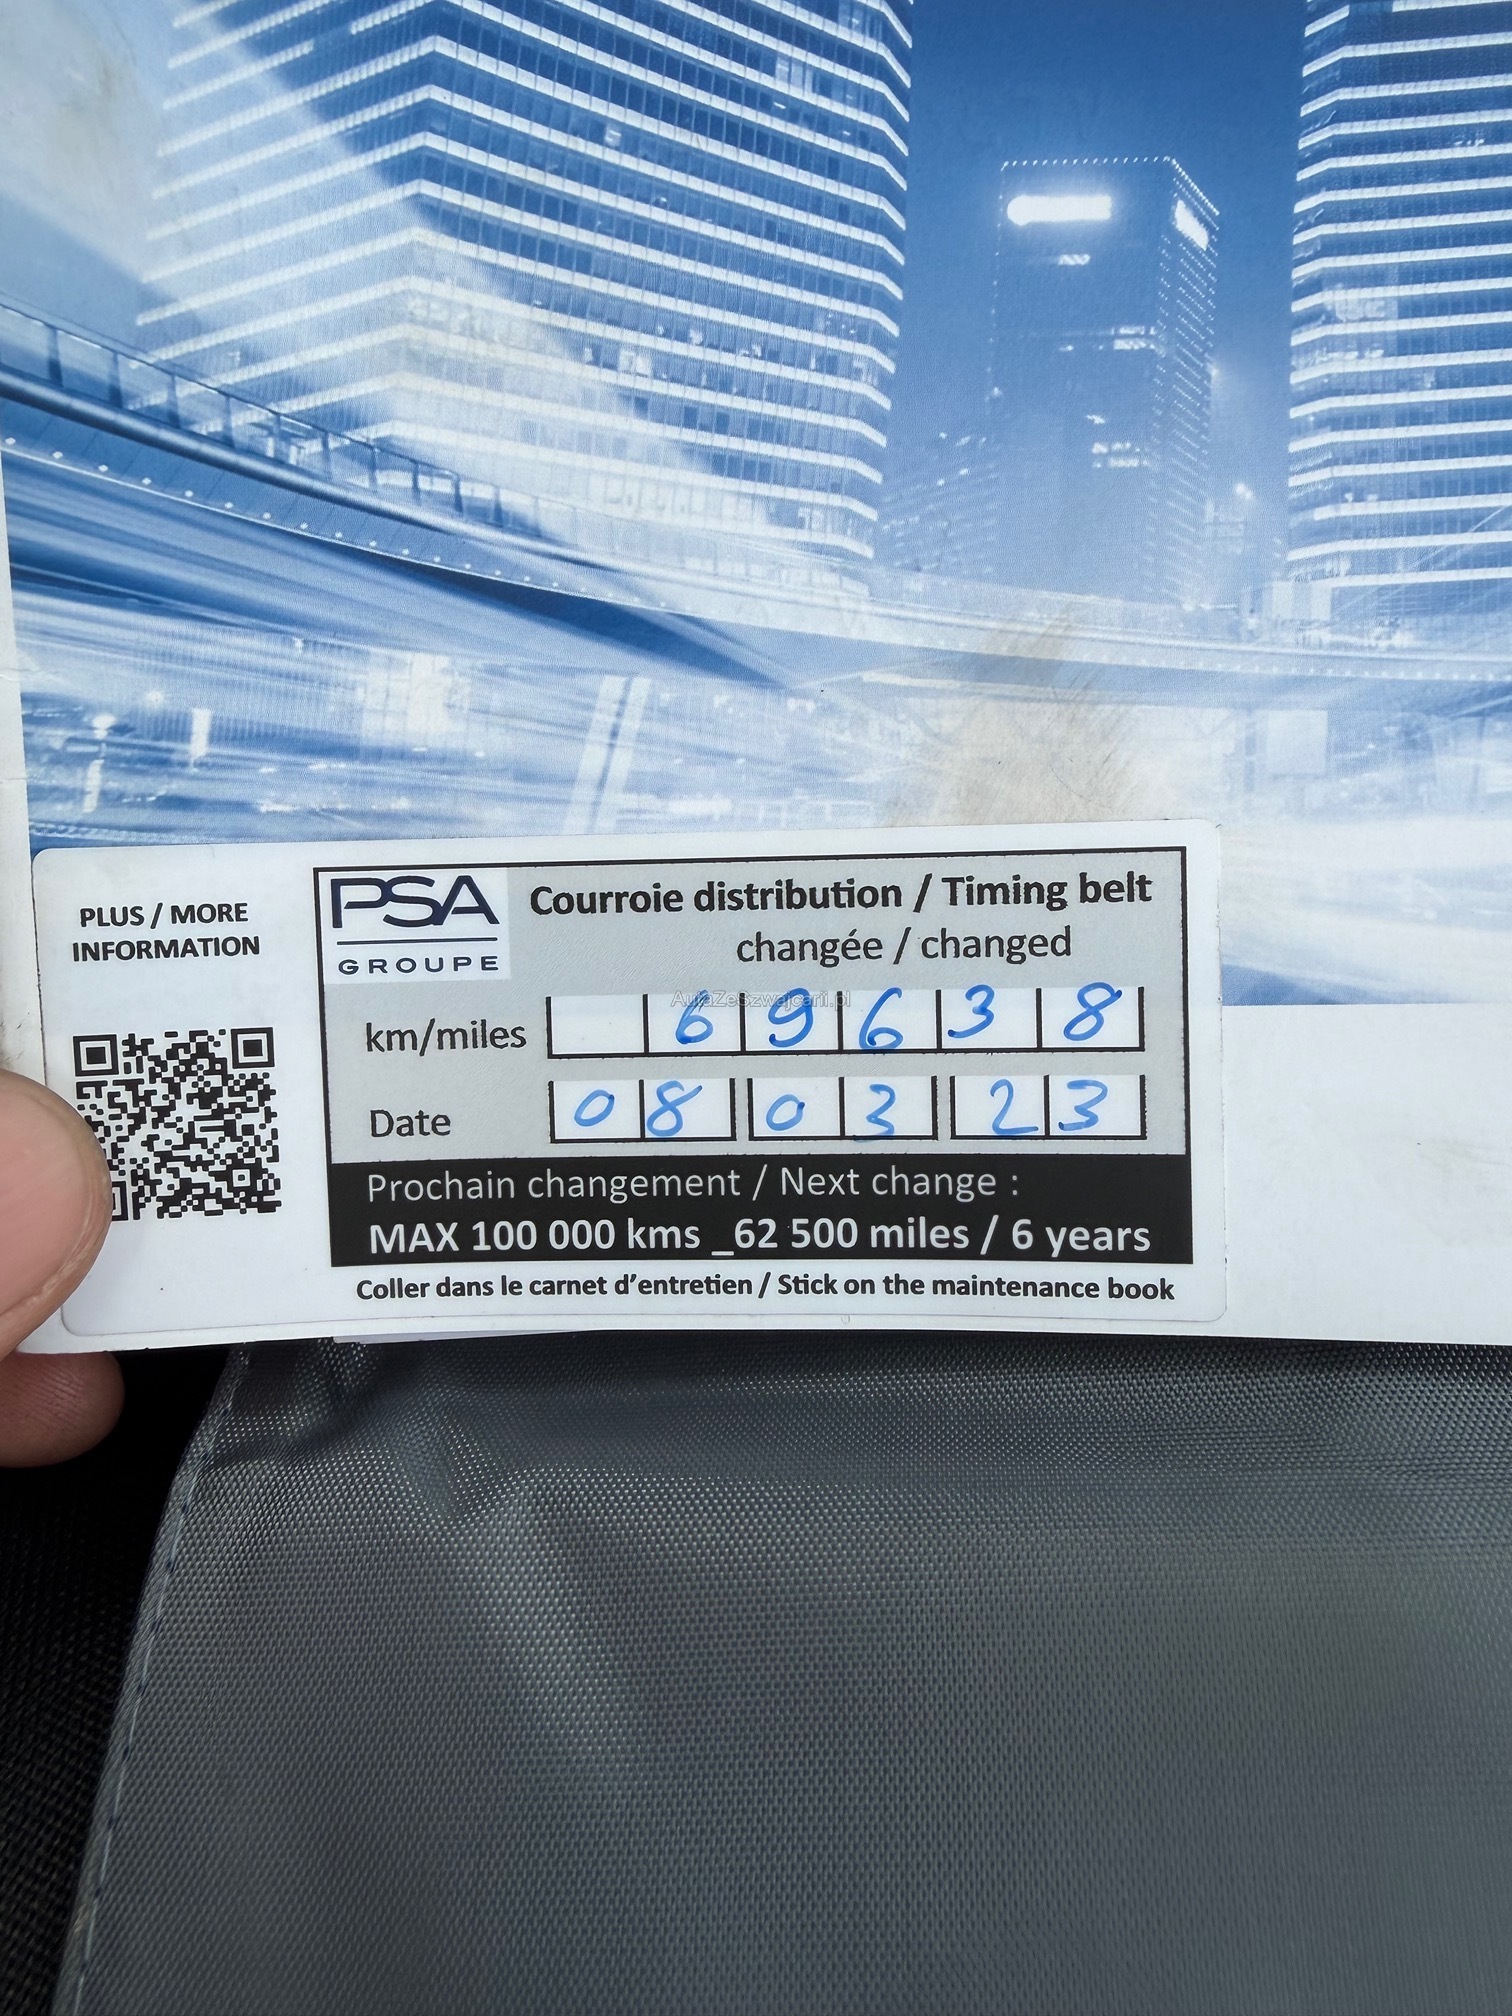 PLUS / MORE
INFORMATION
PSA
GROUPE
Courroie distribution / Timing belt
changée / changed
AutaZeSzwajcarii.pl
km/miles 69638
Date 08 03 23
Prochain changement / Next change :
MAX 100 000 kms _62 500 miles / 6 years
Coller dans le carnet d'entretien / Stick on the maintenance book